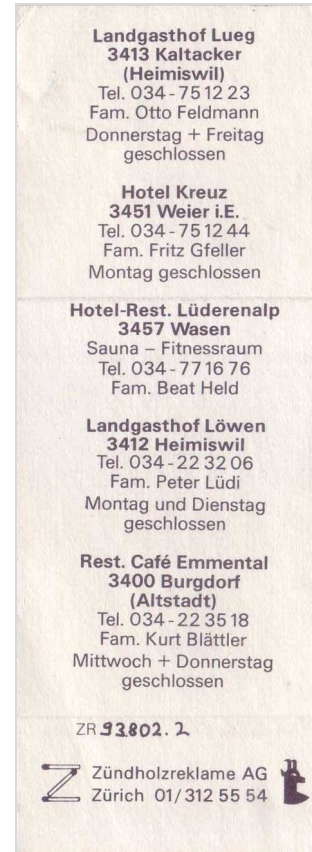 Landgasthof Lueg
3413 Kaltacker
(Heimiswil)
Tel. 034-75 12 23
Fam. Otto Feldmann
Donnerstag + Freitag
geschlossen
Hotel Kreuz
3451 Weier i.E.
Tel. 034-75 12 44
Fam. Fritz Gfeller
Montag geschlossen
Hotel-Rest. Lüderenalp
3457 Wasen
Sauna – Fitnessraum
Tel. 034-77 16 76
Fam. Beat Held
Landgasthof Löwen
3412 Heimiswil
Tel. 034-22 32 06
Fam. Peter Lüdi
Montag und Dienstag
geschlossen
Rest. Café Emmental
3400 Burgdorf
(Altstadt)
Tel. 034-22 35 18
Fam. Kurt Blättler
Mittwoch + Donnerstag
geschlossen
ZR 93802.2
Zündholzreklame AG
Zürich 01/312 55 54